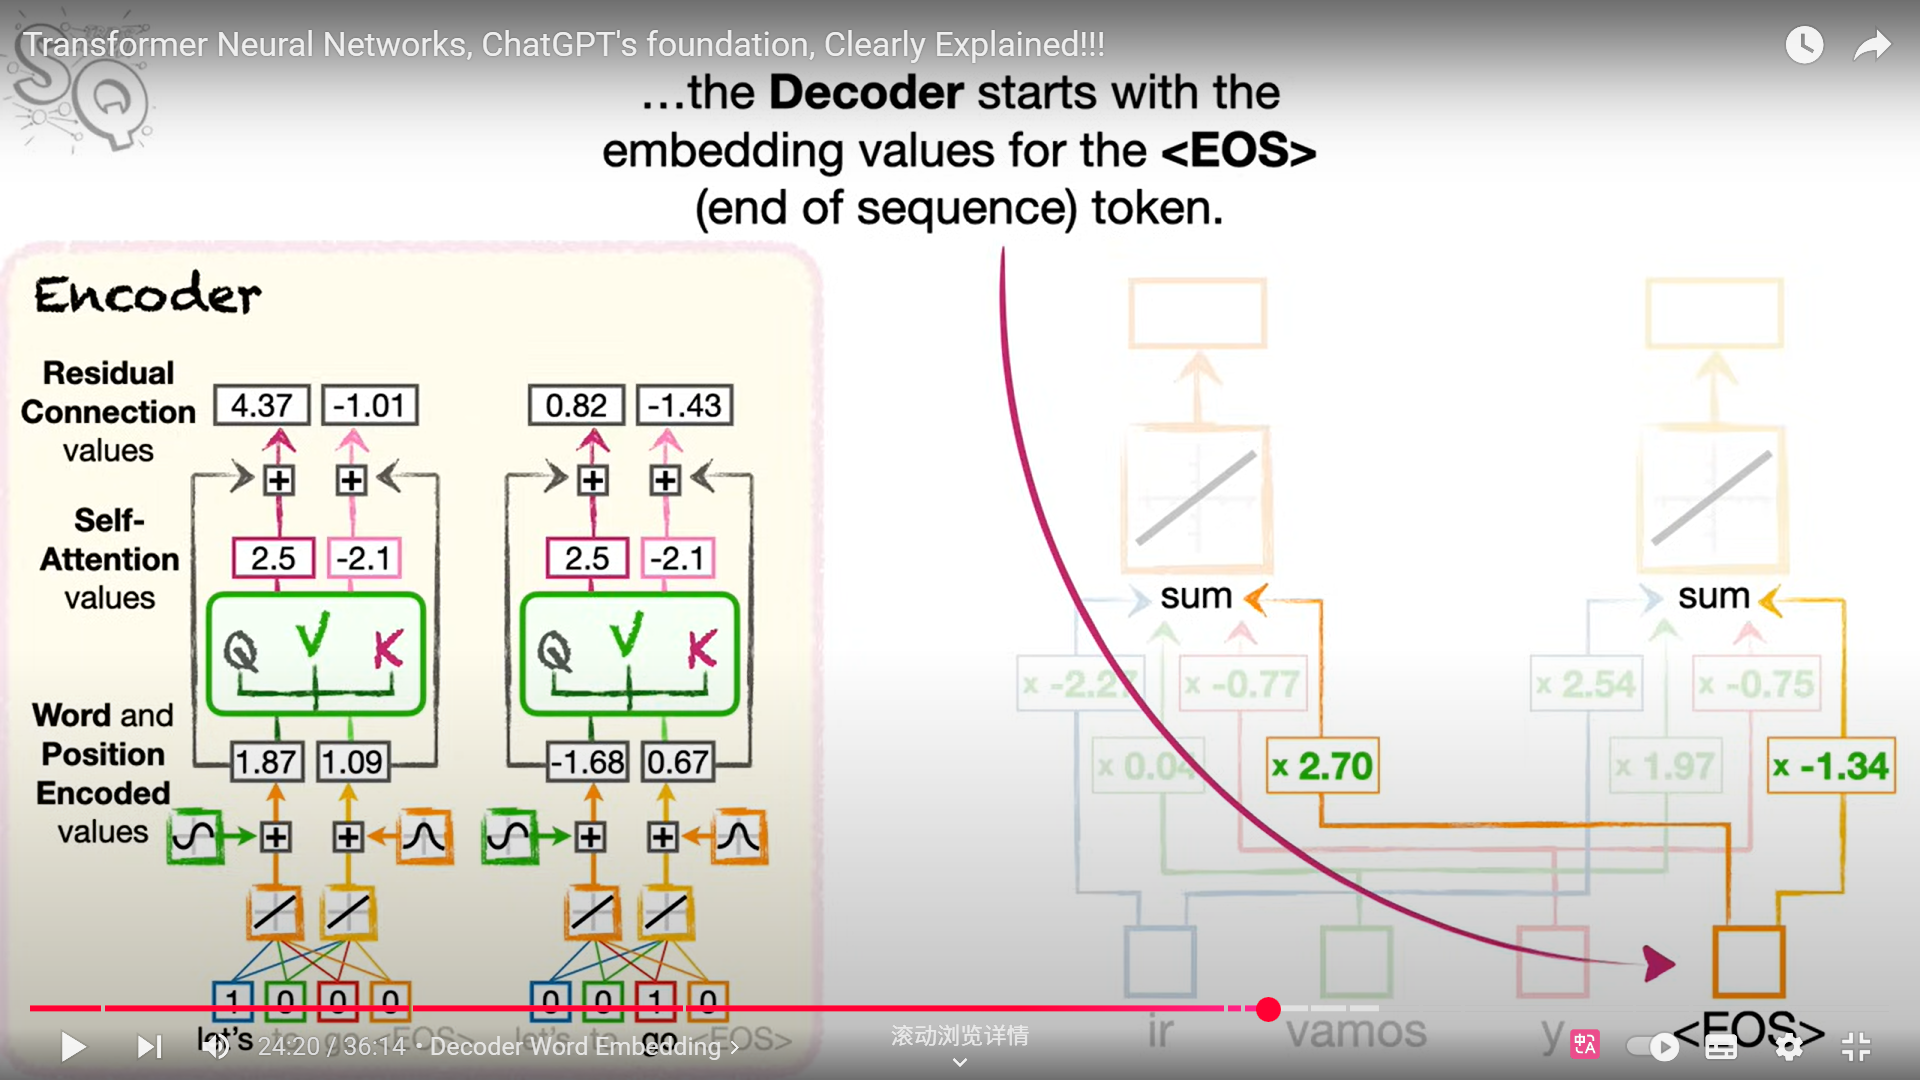 Transformer Neural Networks, ChatGPT's foundation, Clearly Explained!!!
SQ
...the Decoder starts with the
embedding values for the <EOS>
(end of sequence) token.
Encoder
Residual
Connection
values
4.37 -1.01 0.82 -1.43
+ + + +
Self-
Attention
values
2.5 -2.1 2.5 -2.1
Q V K Q V K
Word and
Position
Encoded
values
1.87 1.09 -1.68 0.67
+ + + +
1 0 0 0 0 0 1 0
let's to go <EOS> let's to go <EOS>
sum sum
x -2.27 x -0.77 x 2.54 x -0.75
x 0.04 x 2.70 x 1.97 x -1.34
ir vamos y <EOS>
24:20 / 36:14 • Decoder Word Embedding >
滚动浏览详情
中A